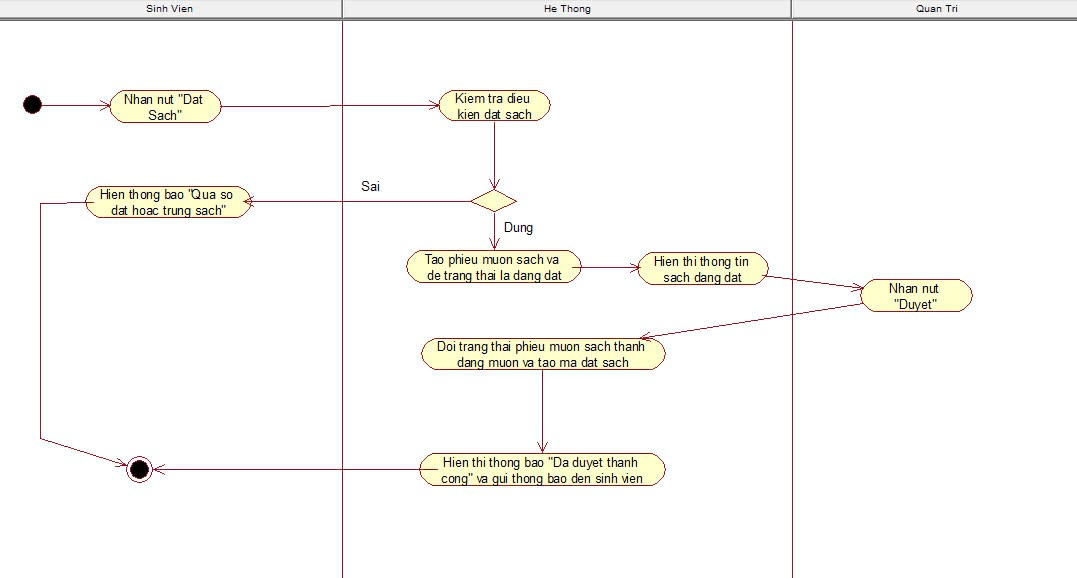 Sinh Vien
He Thong
Quan Tri
Nhan nut "Dat
Sach"
Kiem tra dieu
kien dat sach
Hien thong bao "Qua so
dat hoac trung sach"
Sai
Dung
Tao phieu muon sach va
de trang thai la dang dat
Hien thi thong tin
sach dang dat
Nhan nut
"Duyet"
Doi trang thai phieu muon sach thanh
dang muon va tao ma dat sach
Hien thi thong bao "Da duyet thanh
cong" va gui thong bao den sinh vien